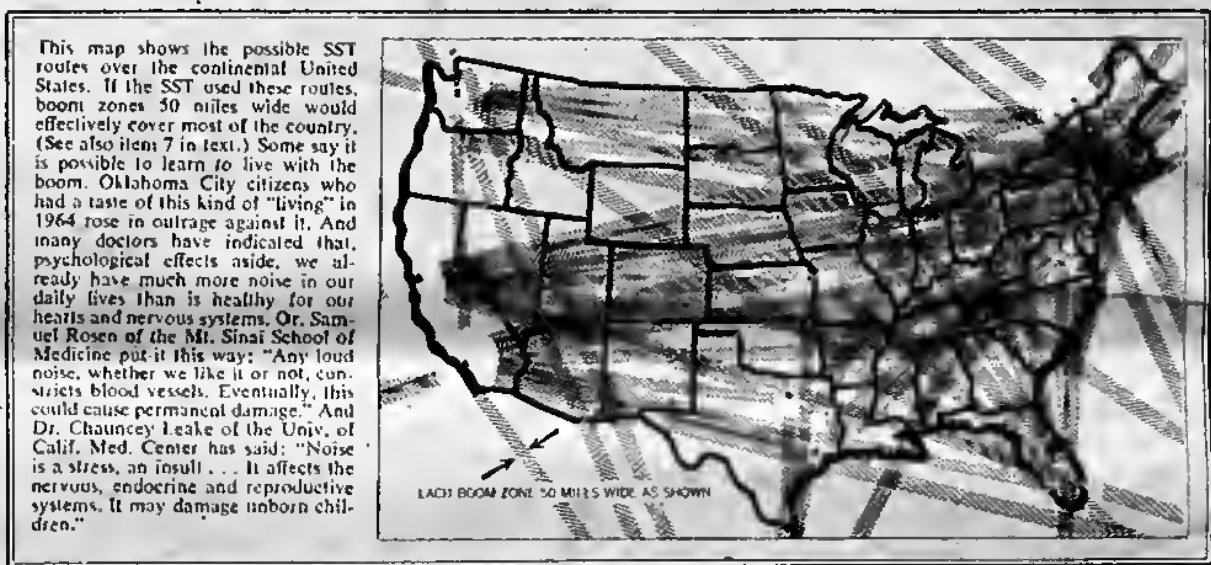 This map shows the possible SST
routes over the continental United
States. If the SST used these routes,
boom zones 50 miles wide would
effectively cover most of the country.
(See also item 7 in text.) Some say it
is possible to learn to live with the
boom. Oklahoma City citizens who
had a taste of this kind of "living" in
1964 rose in outrage against it. And
many doctors have indicated that,
psychological effects aside, we al-
ready have much more noise in our
daily lives than is healthy for our
hearts and nervous systems. Dr. Sam-
uel Rosen of the Mt. Sinai School of
Medicine put it this way: "Any loud
noise, whether we like it or not, con-
stricts blood vessels. Eventually, this
could cause permanent damage." And
Dr. Chauncey Leake of the Univ. of
Calif. Med. Center has said: "Noise
is a stress, an insult . . . It affects the
nervous, endocrine and reproductive
systems. It may damage unborn chil-
dren."
EACH BOOM ZONE 50 MILES WIDE AS SHOWN